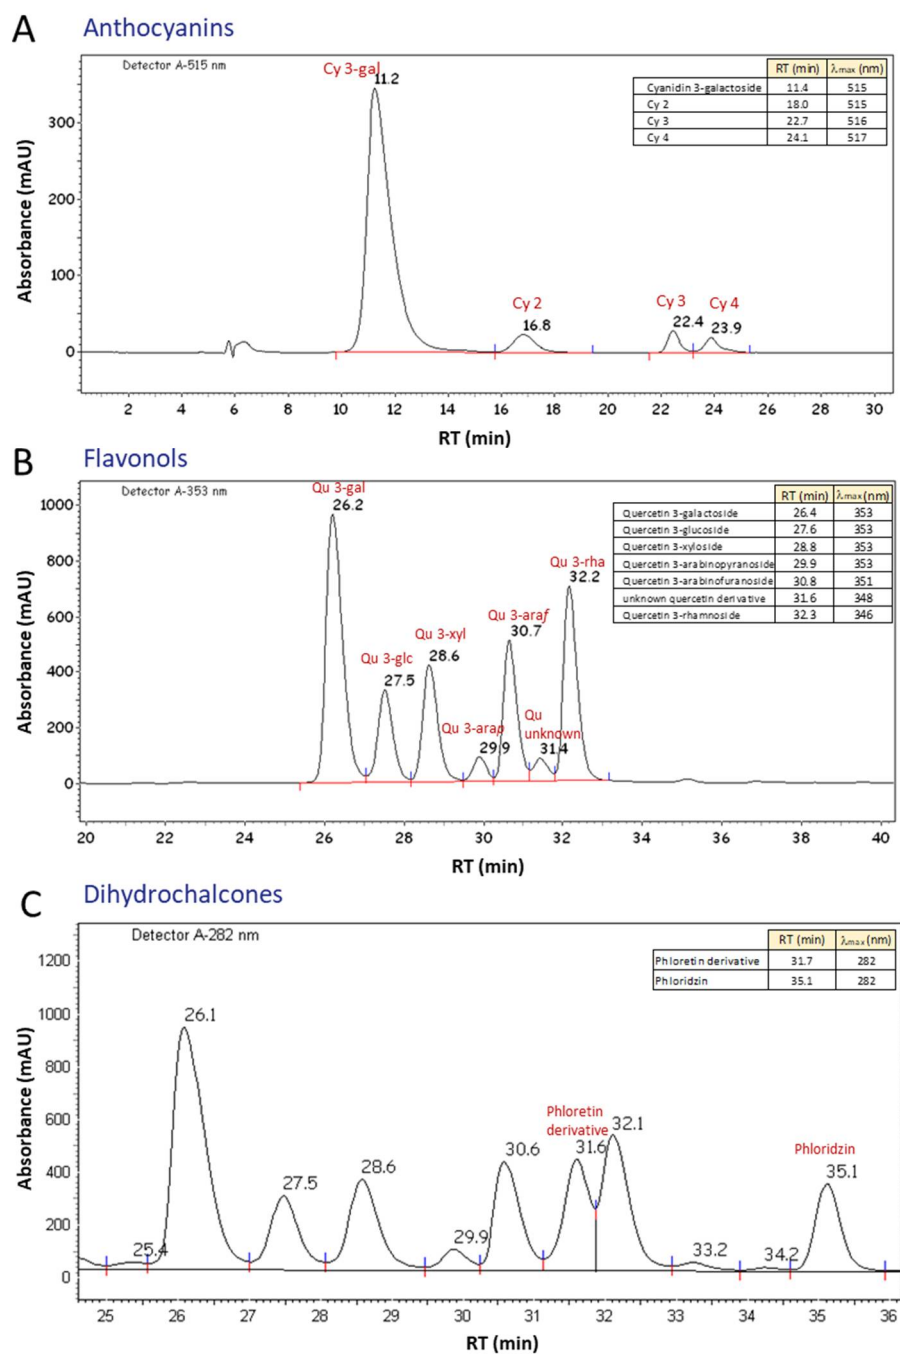 A
Anthocyanins
Detector A-515 nm
Cy 3-gal
11.2
RT (min) λmax (nm)
Cyanidin 3-galactoside 11.4 515
Cy 2 18.0 515
Cy 3 22.7 516
Cy 4 24.1 517
Absorbance (mAU)
300
200
100
0
Cy 2
16.8
Cy 3
22.4
Cy 4
23.9
2 4 6 8 10 12 14 16 18 20 22 24 26 28 30
RT (min)
B
Flavonols
Detector A-353 nm
Qu 3-gal
26.2
RT (min) λmax (nm)
Quercetin 3-galactoside 26.4 353
Quercetin 3-glucoside 27.6 353
Quercetin 3-xyloside 28.8 353
Quercetin 3-arabinopyranoside 29.9 353
Quercetin 3-arabinofuranoside 30.8 351
unknown quercetin derivative 31.6 348
Quercetin 3-rhamnoside 32.3 346
Absorbance (mAU)
1000
800
600
400
200
0
Qu 3-glc
27.5
Qu 3-xyl
28.6
Qu 3-arap
29.9
Qu 3-araf
30.7
Qu
unknown
31.4
Qu 3-rha
32.2
20 22 24 26 28 30 32 34 36 38 40
RT (min)
C
Dihydrochalcones
Detector A-282 nm
RT (min) λmax (nm)
Phloretin derivative 31.7 282
Phloridzin 35.1 282
Absorbance (mAU)
1200
1000
800
600
400
200
0
25.4
26.1
27.5
28.6
29.9
30.6
Phloretin
derivative
31.6
32.1
33.2
34.2
Phloridzin
35.1
25 26 27 28 29 30 31 32 33 34 35 36
RT (min)